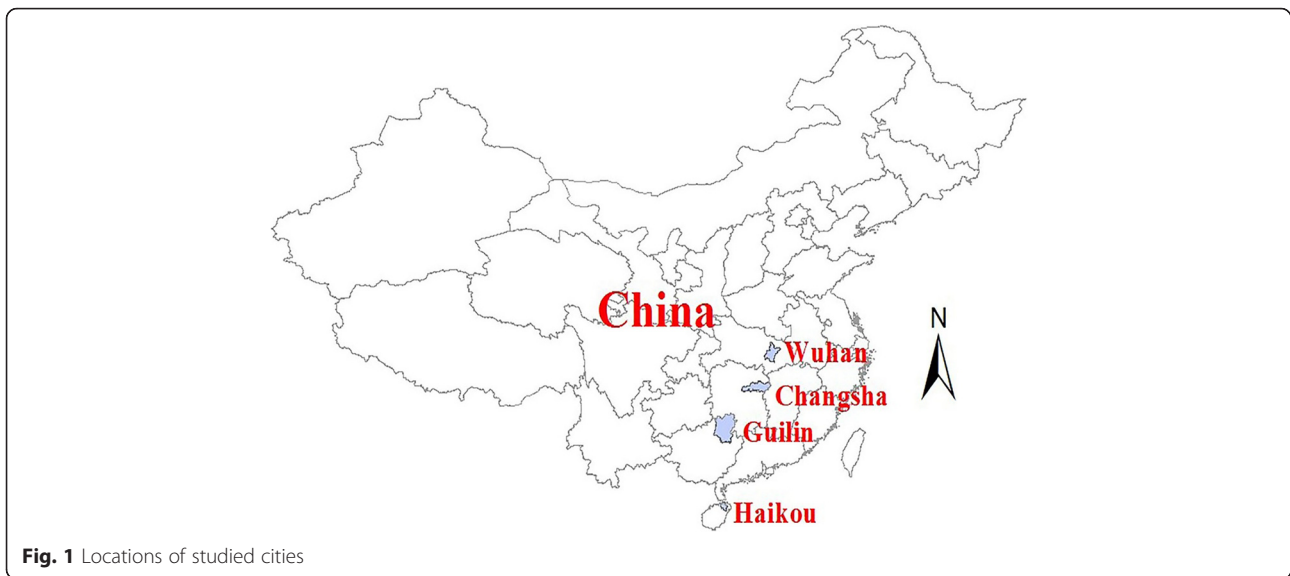 China
N
Wuhan
Changsha
Guilin
Haikou
Fig. 1 Locations of studied cities